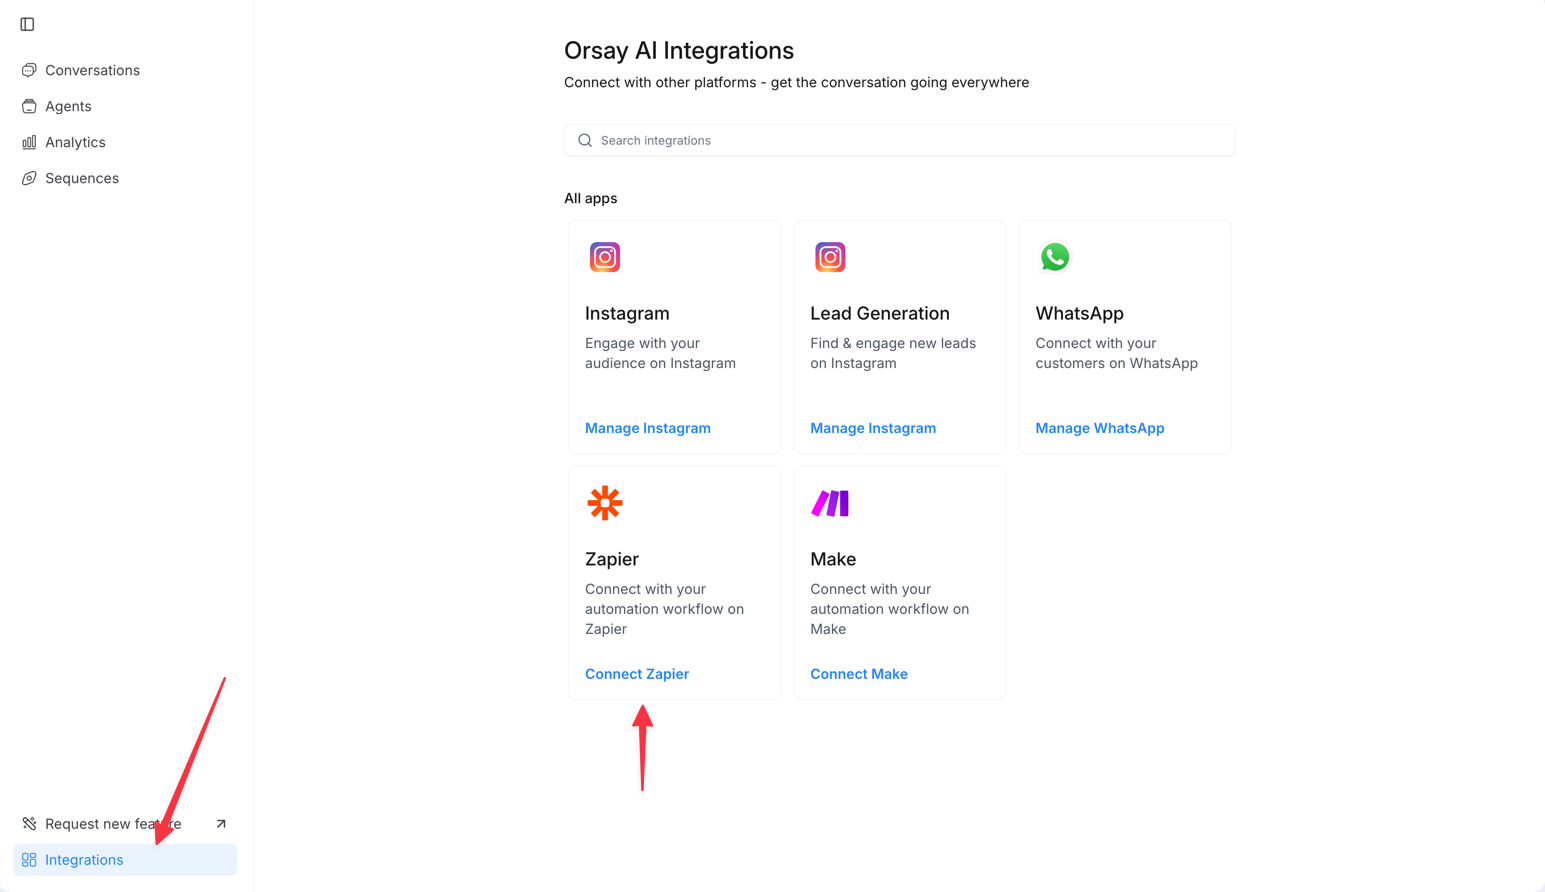 Conversations
Agents
Analytics
Sequences
Request new feature
Integrations
Orsay AI Integrations
Connect with other platforms - get the conversation going everywhere
Search integrations
All apps
Instagram
Engage with your
audience on Instagram
Manage Instagram
Lead Generation
Find & engage new leads
on Instagram
Manage Instagram
WhatsApp
Connect with your
customers on WhatsApp
Manage WhatsApp
Zapier
Connect with your
automation workflow on
Zapier
Connect Zapier
Make
Connect with your
automation workflow on
Make
Connect Make